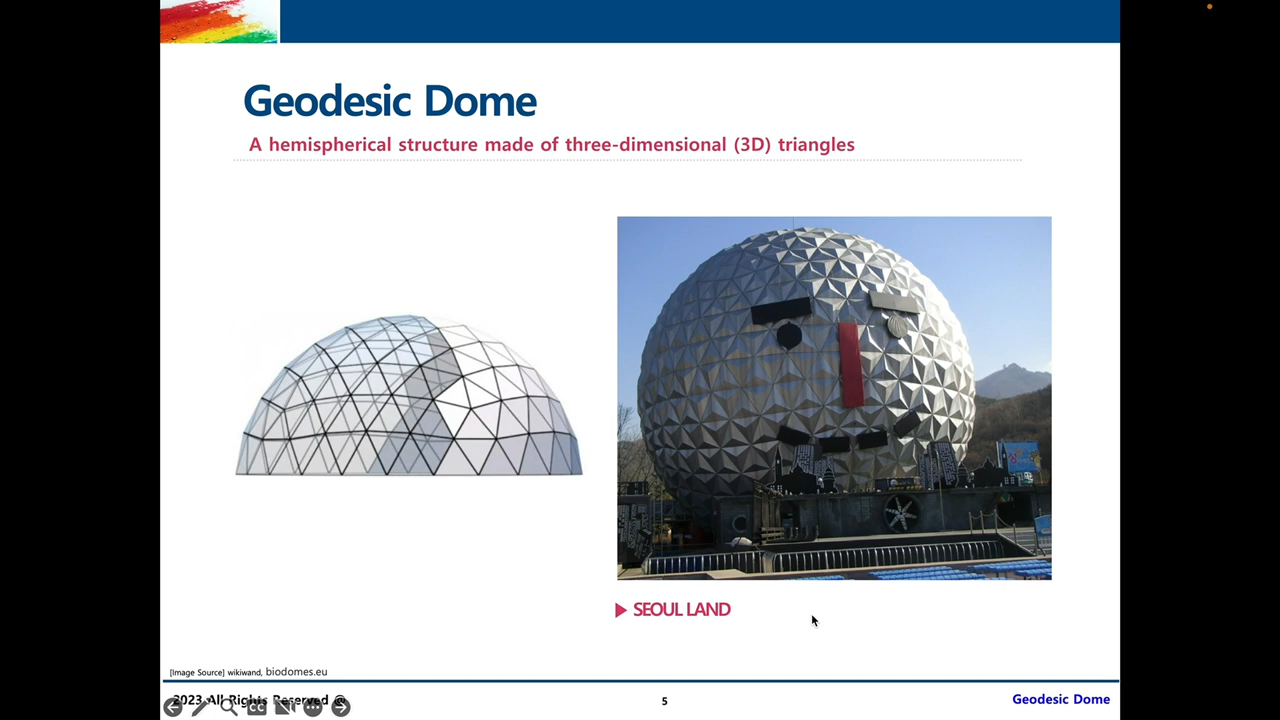 Geodesic Dome
A hemispherical structure made of three-dimensional (3D) triangles
SEOUL LAND
[Image Source] wikiwand, biodomes.eu
2023 All Rights Reserved @
5
Geodesic Dome